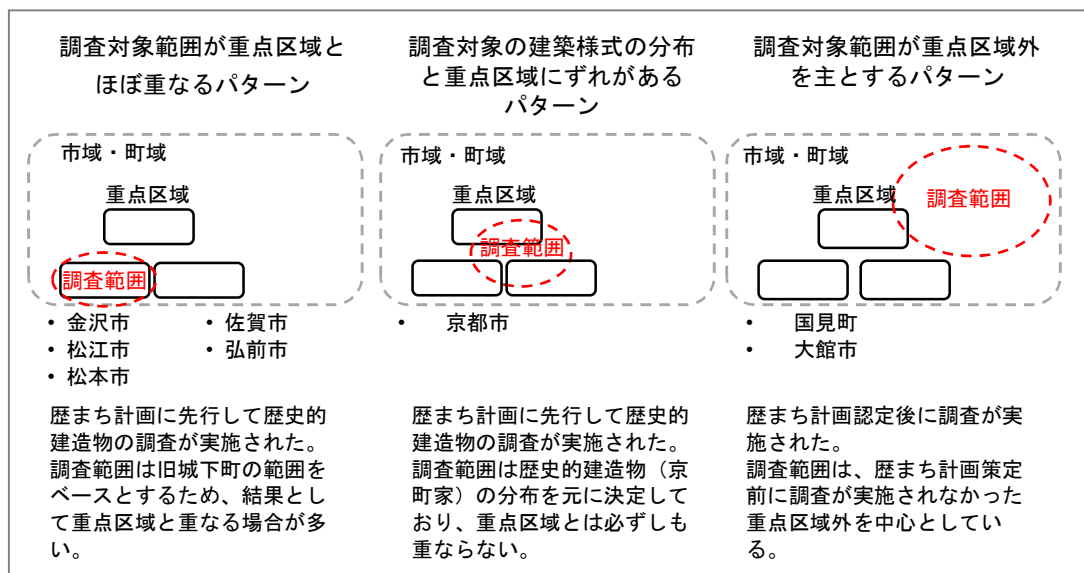 調査対象範囲が重点区域と
ほぼ重なるパターン
市域・町域
重点区域
調査範囲
• 金沢市
• 松江市
• 松本市
• 佐賀市
• 弘前市
歴まち計画に先行して歴史的
建造物の調査が実施された。
調査範囲は旧城下町の範囲を
ベースとするため、結果とし
て重点区域と重なる場合が多
い。
調査対象の建築様式の分布
と重点区域にずれがある
パターン
市域・町域
重点区域
調査範囲
• 京都市
歴まち計画に先行して歴史的
建造物の調査が実施された。
調査範囲は歴史的建造物（京
町家）の分布を元に決定して
おり、重点区域とは必ずしも
重ならない。
調査対象範囲が重点区域外
を主とするパターン
市域・町域
重点区域
調査範囲
• 国見町
• 大館市
歴まち計画認定後に調査が実
施された。
調査範囲は、歴まち計画策定
前に調査が実施されなかった
重点区域外を中心としてい
る。